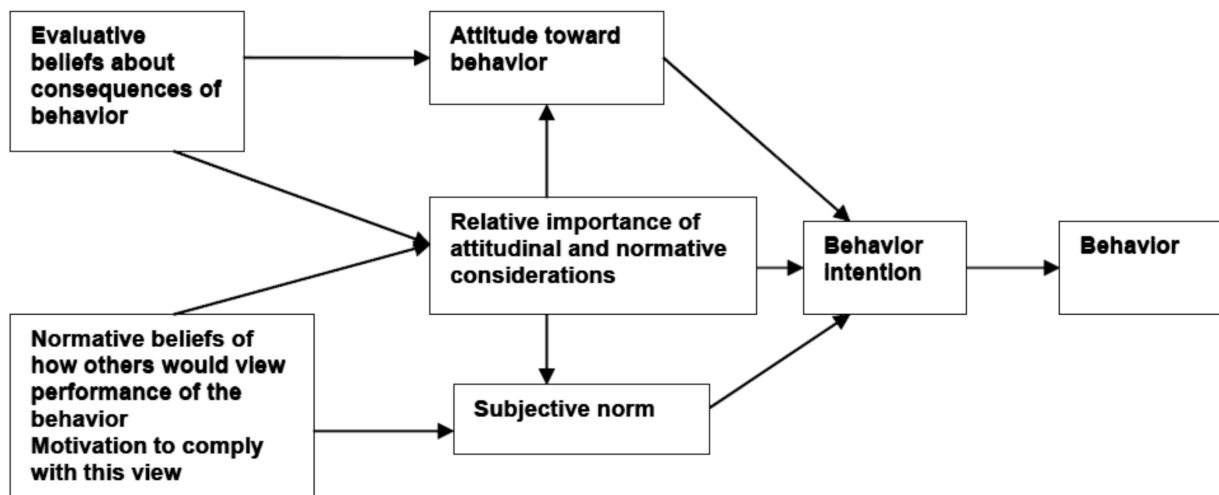 Evaluative
beliefs about
consequences of
behavior
Attitude toward
behavior
Relative importance of
attitudinal and normative
considerations
Behavior
intention
Behavior
Normative beliefs of
how others would view
performance of the
behavior
Motivation to comply
with this view
Subjective norm